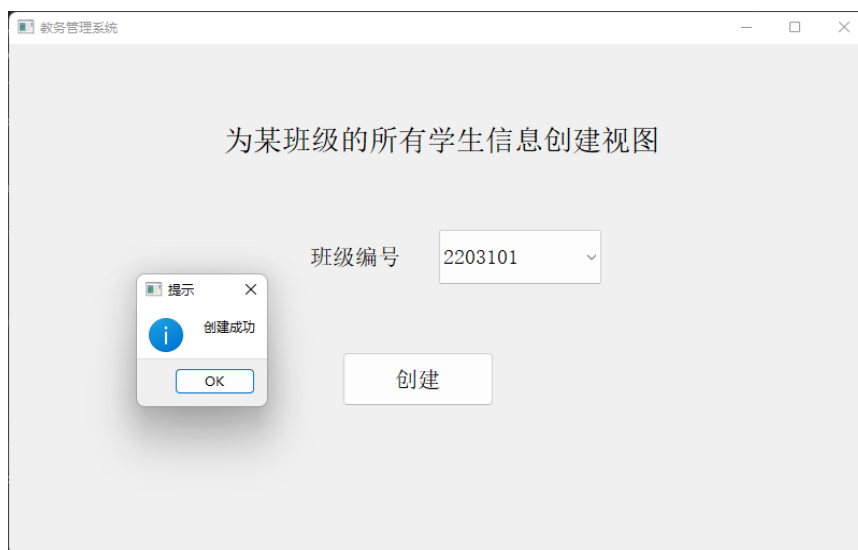 教务管理系统
为某班级的所有学生信息创建视图
班级编号
2203101
提示
创建成功
OK
创建